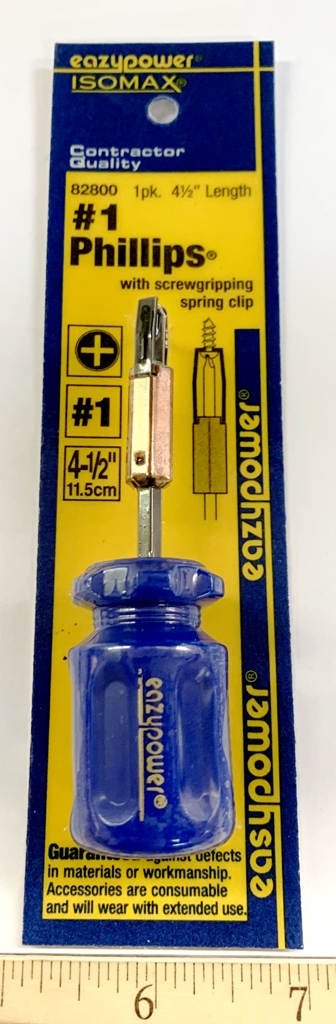 eazypower®
ISOMAX®
Contractor
Quality
82800 1pk. 4½" Length
#1
Phillips®
with screwgripping
spring clip
#1
4-1/2"
11.5cm
eazypower®
eazypower®
easypower®
against defects
in materials or workmanship.
Accessories are consumable
and will wear with extended use.
6 7